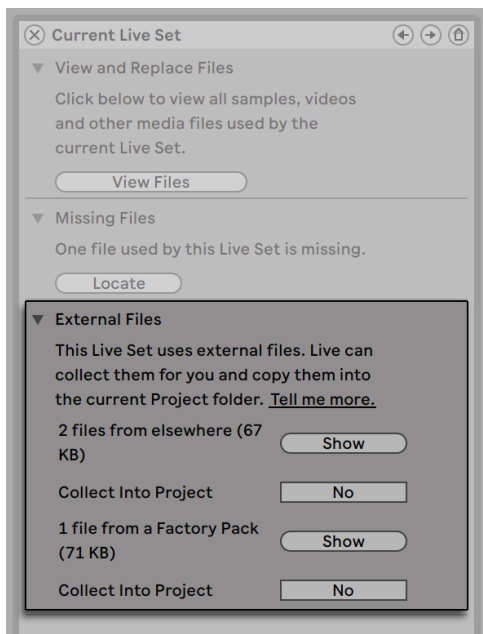 Current Live Set
View and Replace Files
Click below to view all samples, videos
and other media files used by the
current Live Set.
View Files
Missing Files
One file used by this Live Set is missing.
Locate
External Files
This Live Set uses external files. Live can
collect them for you and copy them into
the current Project folder. Tell me more.
2 files from elsewhere (67
KB)
Show
Collect Into Project
No
1 file from a Factory Pack
(71 KB)
Show
Collect Into Project
No